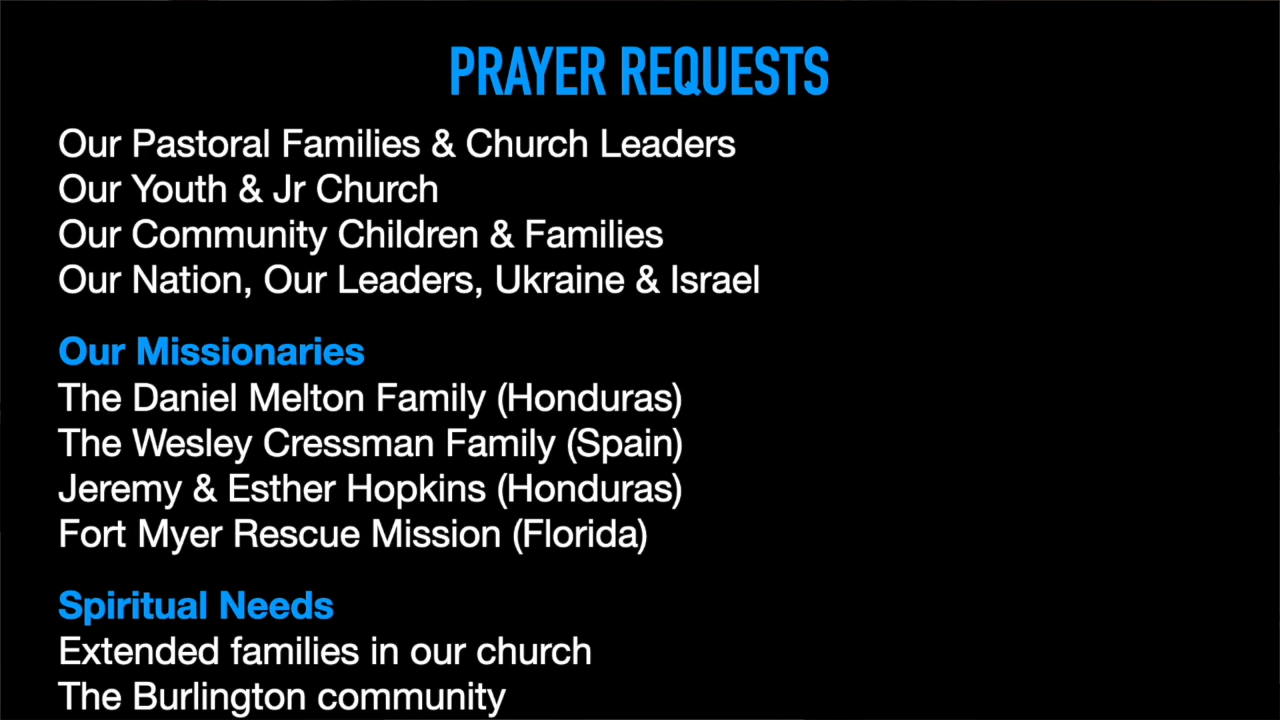 PRAYER REQUESTS
Our Pastoral Families & Church Leaders
Our Youth & Jr Church
Our Community Children & Families
Our Nation, Our Leaders, Ukraine & Israel
Our Missionaries
The Daniel Melton Family (Honduras)
The Wesley Cressman Family (Spain)
Jeremy & Esther Hopkins (Honduras)
Fort Myer Rescue Mission (Florida)
Spiritual Needs
Extended families in our church
The Burlington community